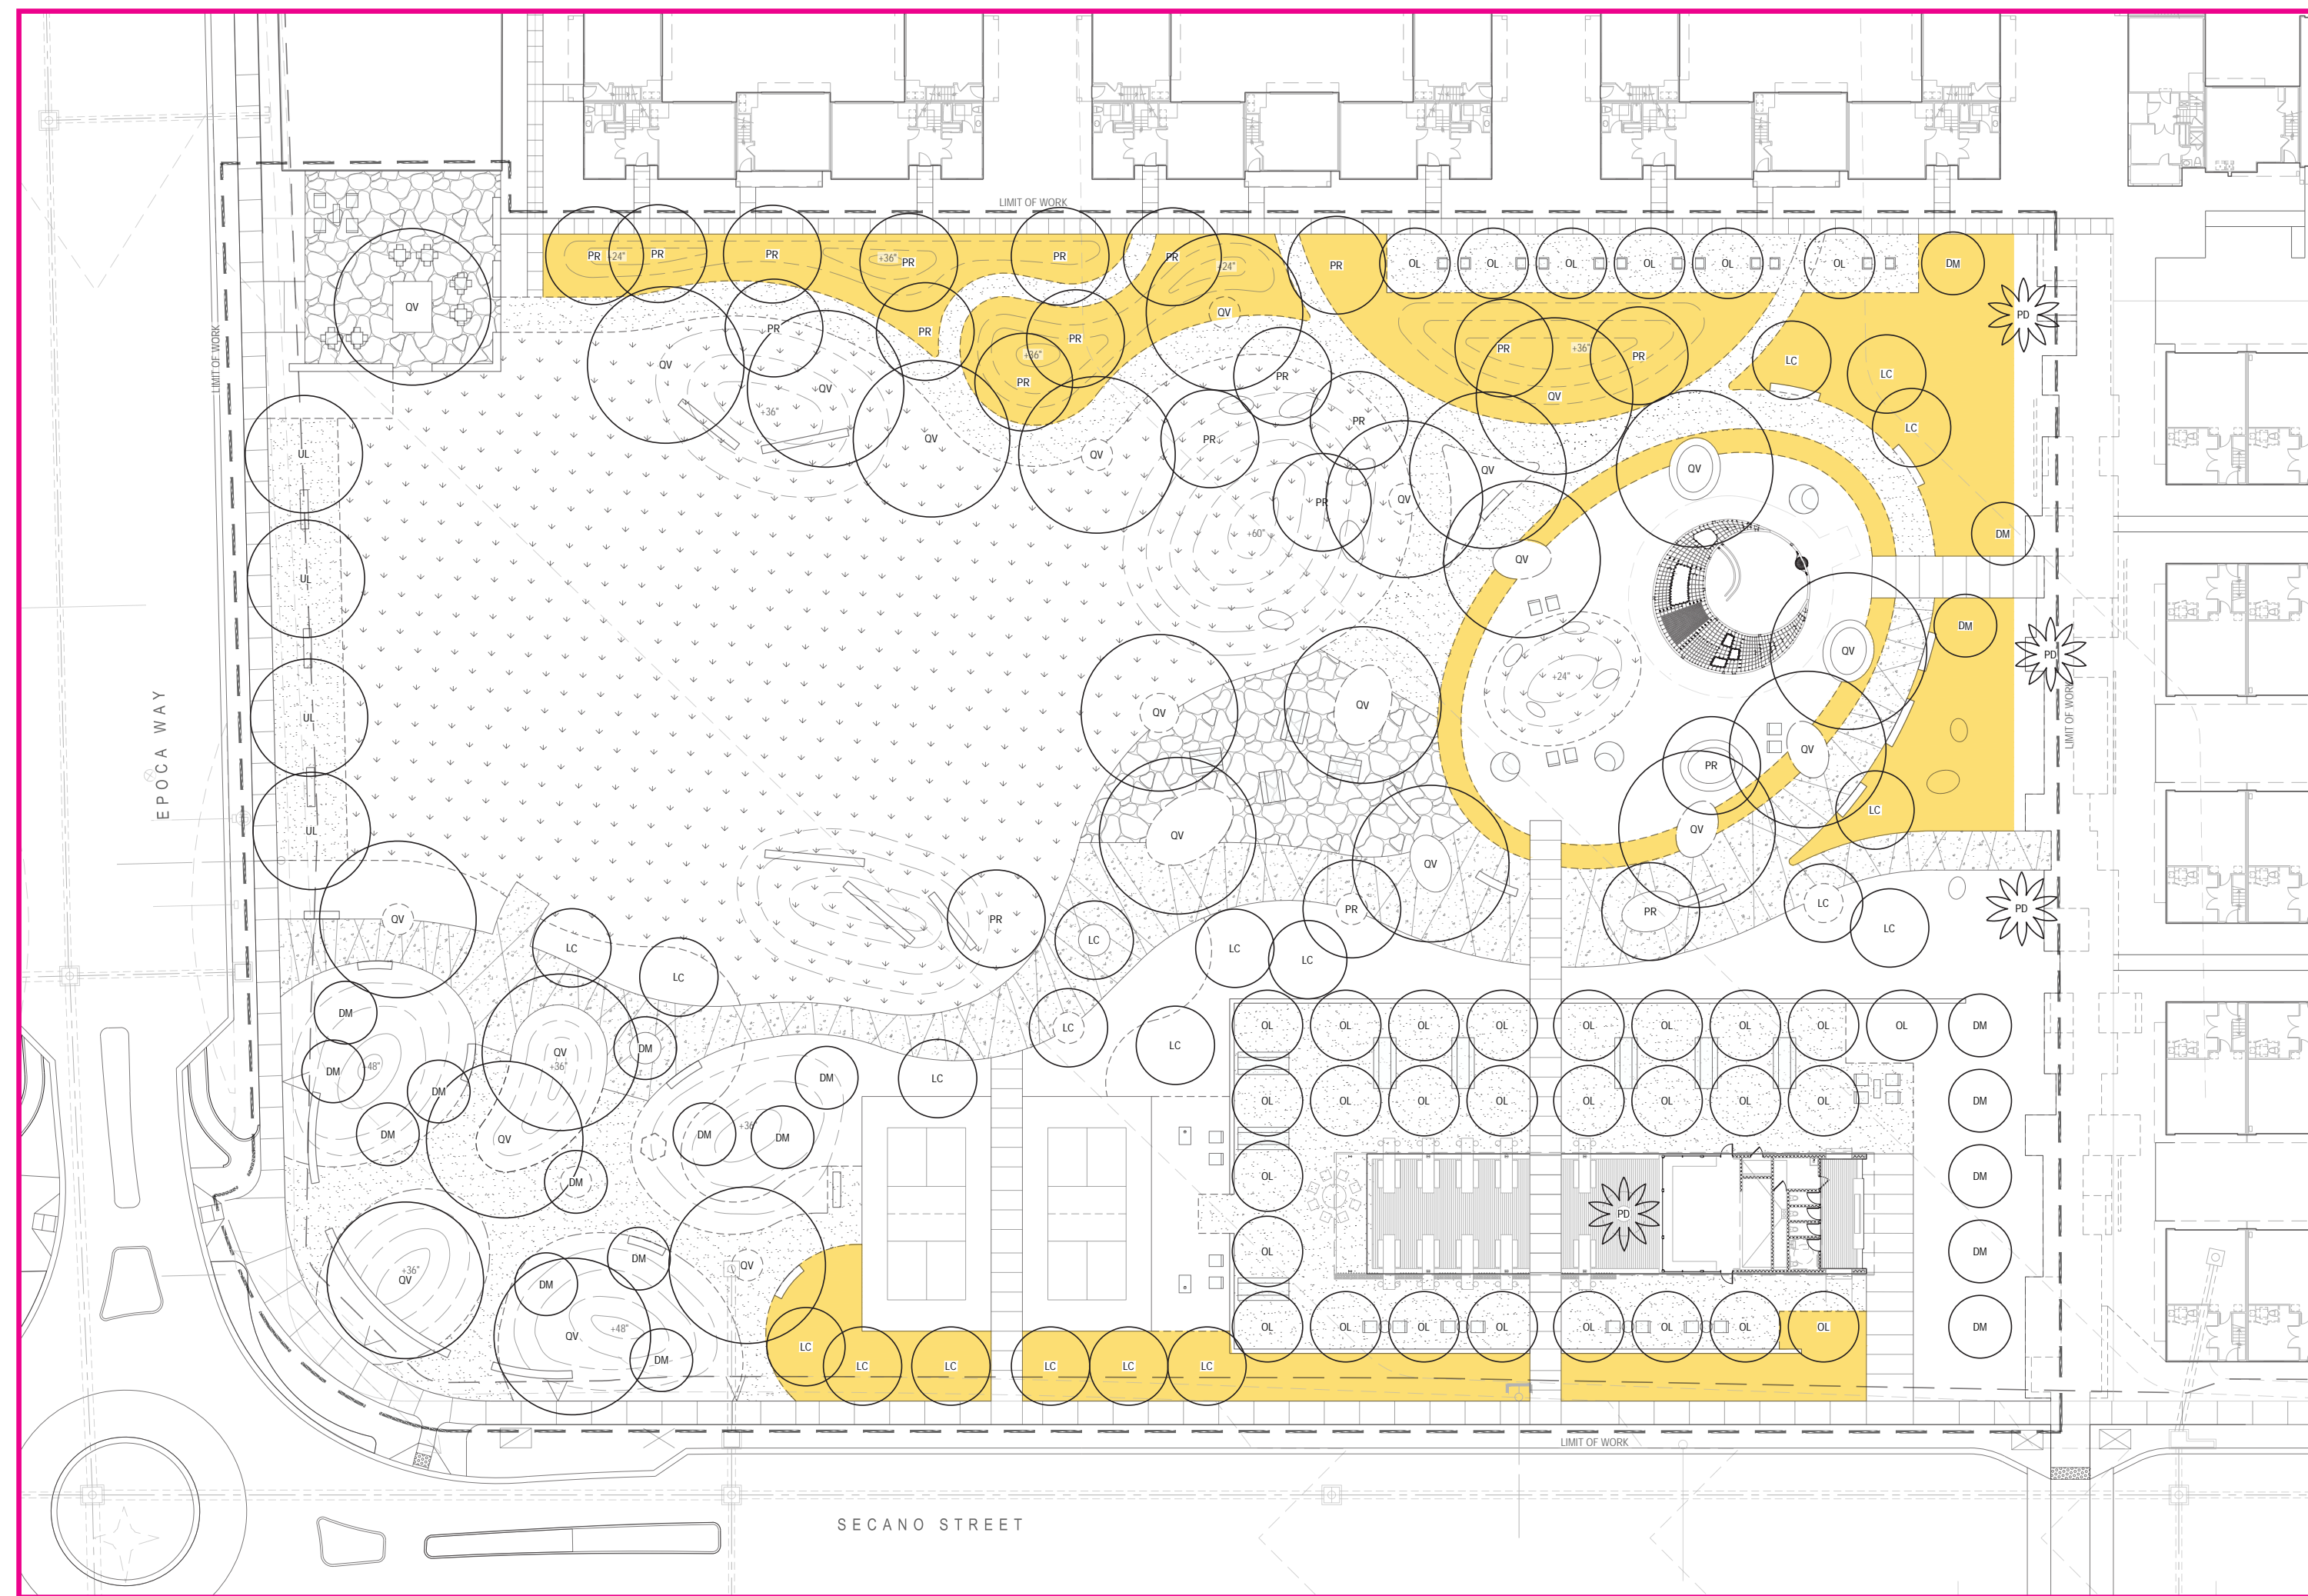 LIMIT OF WORK
PR
+24"
PR
PR
+36"
PR
PR
PR
+24"
PR
OL
OL
OL
OL
OL
OL
DM
QV
QV
PD
PR
PR
PR
+36"
PR
PR
+36"
PR
QV
LC
LC
LIMIT OF WORK
QV
QV
+36"
PR
QV
LC
QV
PR
PR
UL
QV
QV
QV
QV
PR
+60"
DM
QV
UL
DM
QV
PD
+24"
QV
QV
UL
LIMIT OF WORK
EPOCA WAY
QV
PR
LC
UL
QV
QV
QV
PR
PR
LC
PD
QV
PR
LC
LC
LC
LC
LC
LC
DM
LC
LC
OL
OL
OL
OL
OL
OL
OL
OL
OL
DM
QV
+36"
DM
+48"
DM
DM
DM
LC
OL
OL
OL
OL
OL
OL
OL
OL
DM
DM
QV
DM
+36"
DM
DM
OL
DM
PD
+36"
QV
DM
DM
QV
OL
DM
QV
+48"
DM
LC
LC
LC
LC
LC
LC
OL
OL
OL
OL
OL
OL
OL
OL
DM
LIMIT OF WORK
SECANO STREET